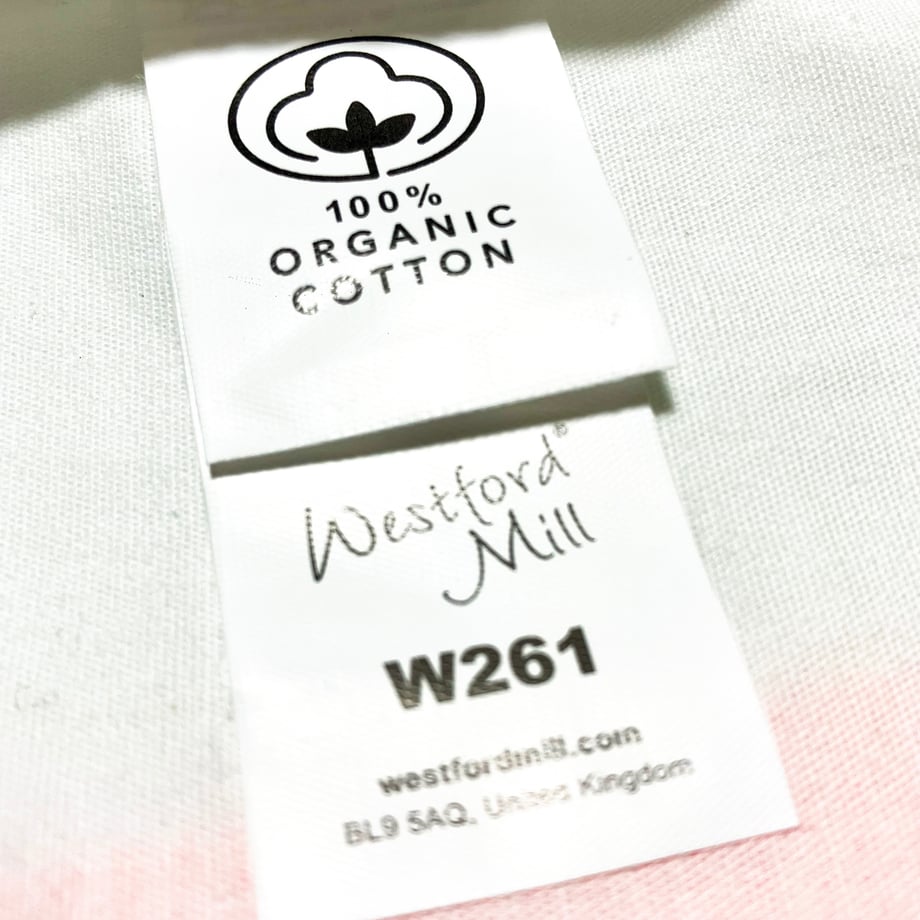 100%
ORGANIC
COTTON
Westford®
Mill
W261
westfordmill.com
BL9 5AQ, United Kingdom